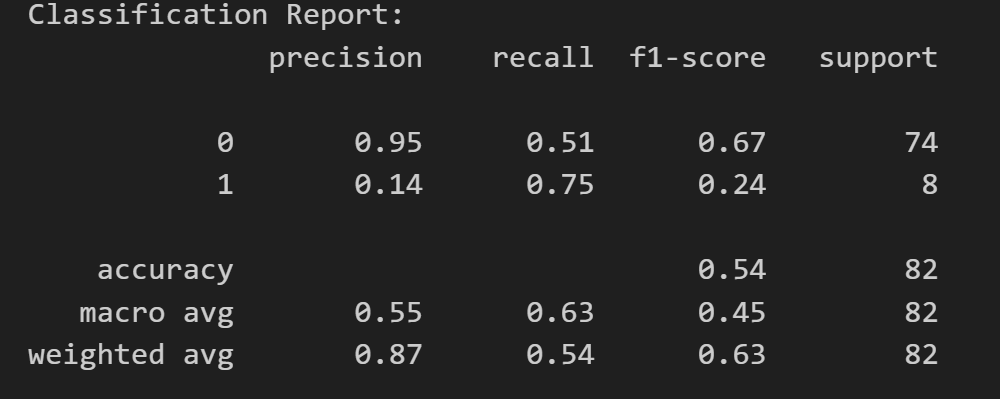 Classification Report:
precision recall f1-score support
0 0.95 0.51 0.67 74
1 0.14 0.75 0.24 8
accuracy 0.54 82
macro avg 0.55 0.63 0.45 82
weighted avg 0.87 0.54 0.63 82